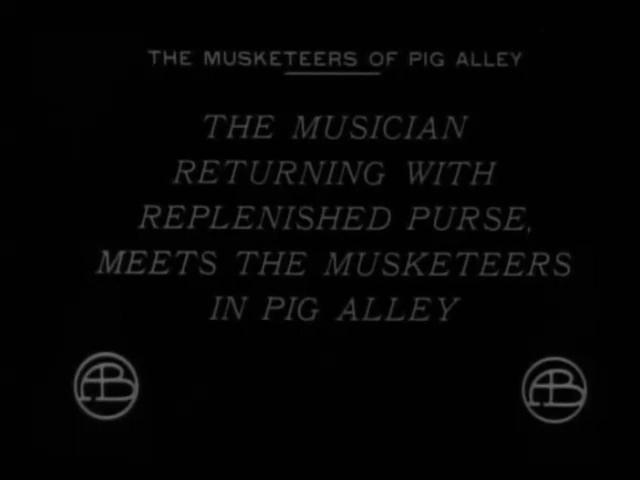 THE MUSKETEERS OF PIG ALLEY
THE MUSICIAN
RETURNING WITH
REPLENISHED PURSE,
MEETS THE MUSKETEERS
IN PIG ALLEY
AB AB